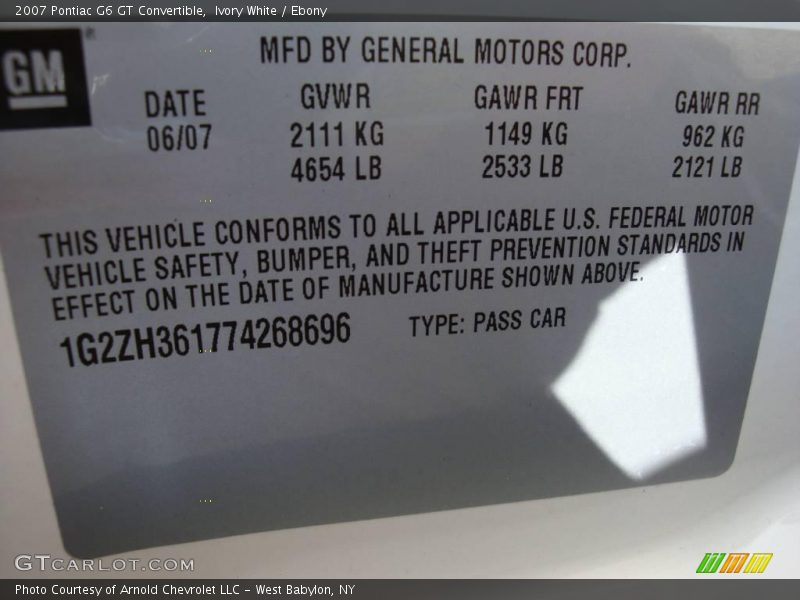 2007 Pontiac G6 GT Convertible, Ivory White / Ebony
GM
MFD BY GENERAL MOTORS CORP.
DATE GVWR GAWR FRT GAWR RR
06/07 2111 KG 1149 KG 962 KG
4654 LB 2533 LB 2121 LB
THIS VEHICLE CONFORMS TO ALL APPLICABLE U.S. FEDERAL MOTOR
VEHICLE SAFETY, BUMPER, AND THEFT PREVENTION STANDARDS IN
EFFECT ON THE DATE OF MANUFACTURE SHOWN ABOVE.
1G2ZH361774268696 TYPE: PASS CAR
GTCARLOT.COM
Photo Courtesy of Arnold Chevrolet LLC - West Babylon, NY